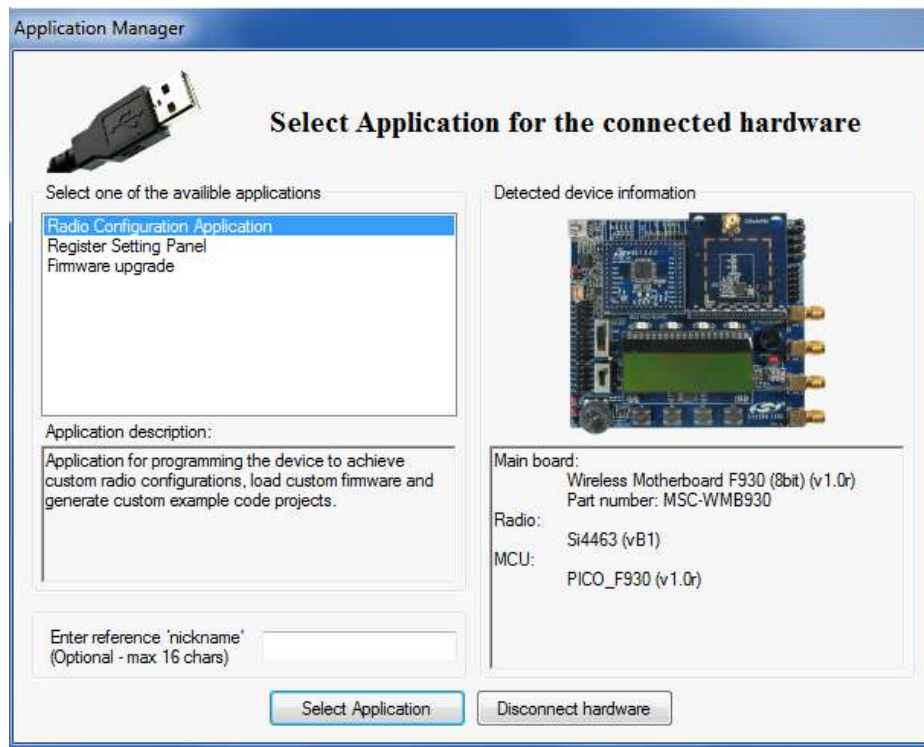 Application Manager
Select Application for the connected hardware
Select one of the availible applications
Radio Configuration Application
Register Setting Panel
Firmware upgrade
Application description:
Application for programming the device to achieve
custom radio configurations, load custom firmware and
generate custom example code projects.
Enter reference 'nickname'
(Optional - max 16 chars)
Detected device information
Main board:
Wireless Motherboard F930 (8bit) (v1.0r)
Part number: MSC-WMB930
Radio:
Si4463 (vB1)
MCU:
PICO_F930 (v1.0r)
Select Application
Disconnect hardware